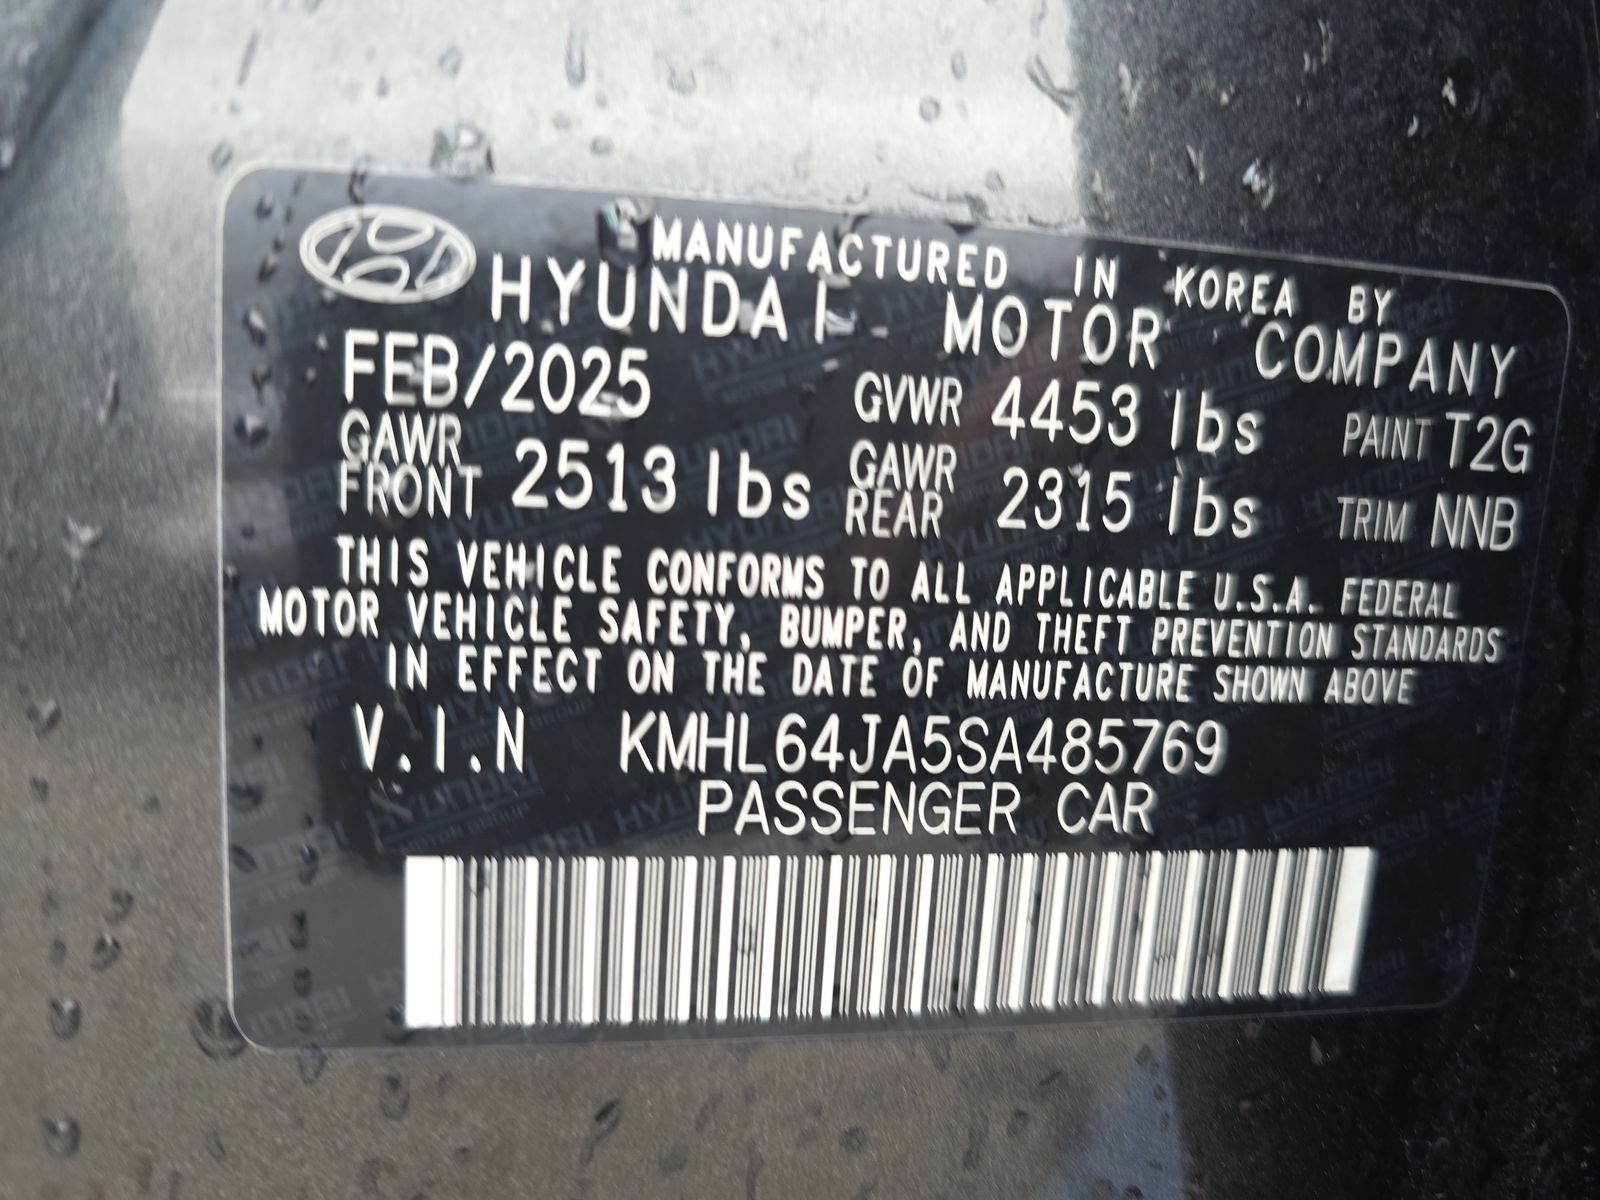 MANUFACTURED IN KOREA BY
HYUNDAI MOTOR COMPANY
FEB/2025 GVWR 4453 lbs PAINT T2G
GAWR FRONT 2513 lbs GAWR REAR 2315 lbs TRIM NNB
THIS VEHICLE CONFORMS TO ALL APPLICABLE U.S.A. FEDERAL
MOTOR VEHICLE SAFETY, BUMPER, AND THEFT PREVENTION STANDARDS
IN EFFECT ON THE DATE OF MANUFACTURE SHOWN ABOVE
V.I.N KMHL64JA5SA485769
PASSENGER CAR